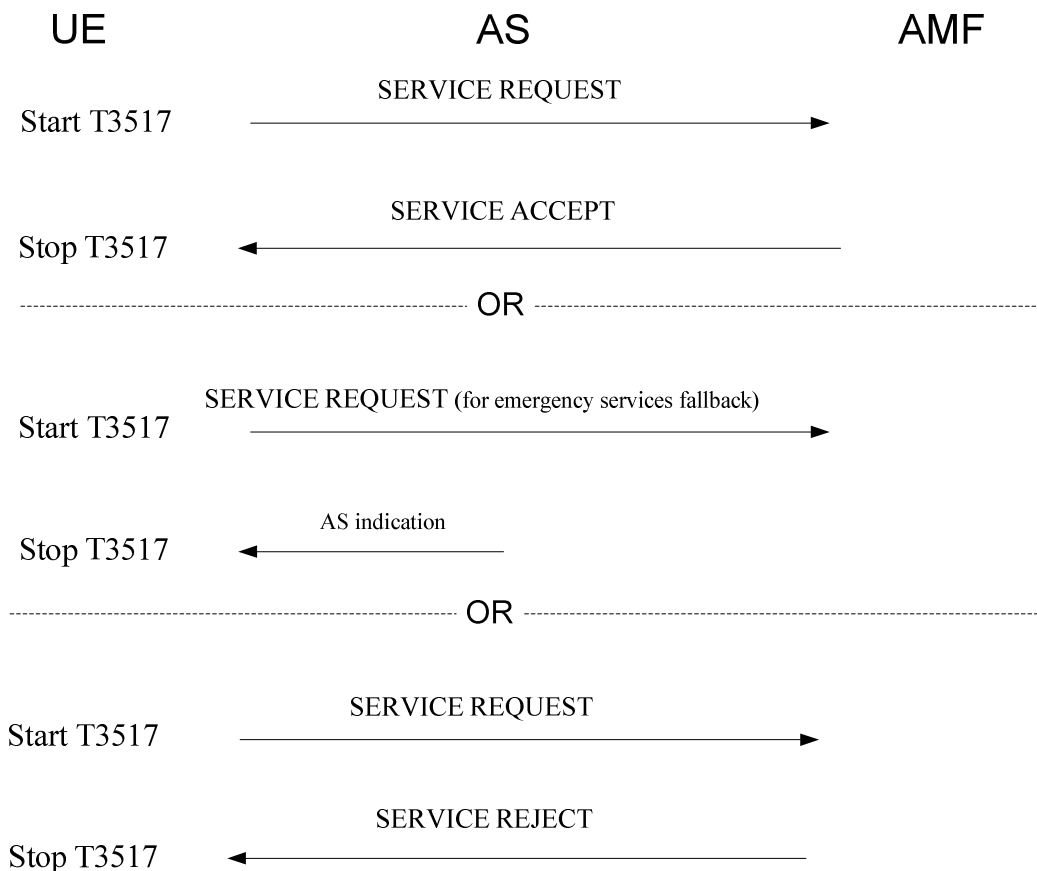 UE AS AMF
SERVICE REQUEST
Start T3517
SERVICE ACCEPT
Stop T3517
OR
SERVICE REQUEST (for emergency services fallback)
Start T3517
AS indication
Stop T3517
OR
SERVICE REQUEST
Start T3517
SERVICE REJECT
Stop T3517